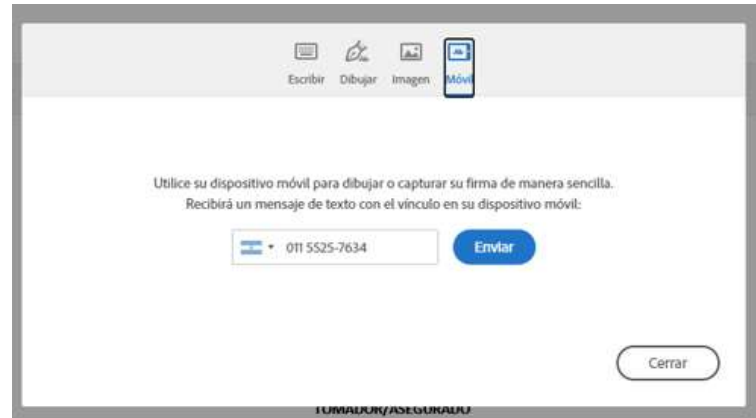 Escribir Dibujar Imagen Móvil
Utilice su dispositivo móvil para dibujar o capturar su firma de manera sencilla.
Recibirá un mensaje de texto con el vínculo en su dispositivo móvil:
011 5525-7634 Enviar
Cerrar
TOMADOR/ASEGURADO